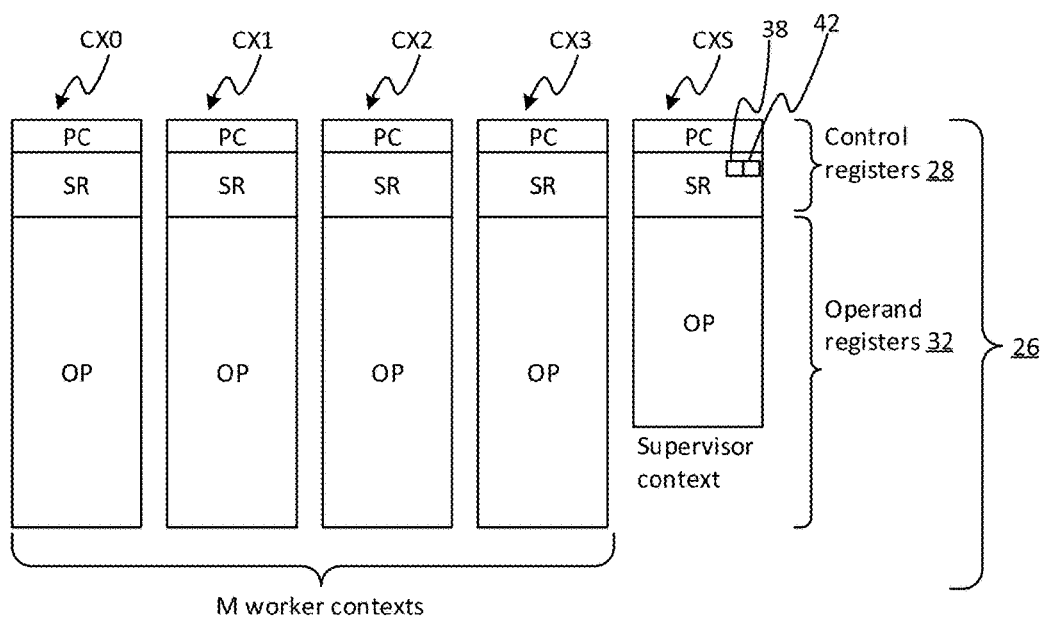 CX0 CX1 CX2 CX3 CXS 38 42
PC PC PC PC PC
SR SR SR SR SR
Control
registers 28
OP OP OP OP OP
Operand
registers 32
26
Supervisor
context
M worker contexts